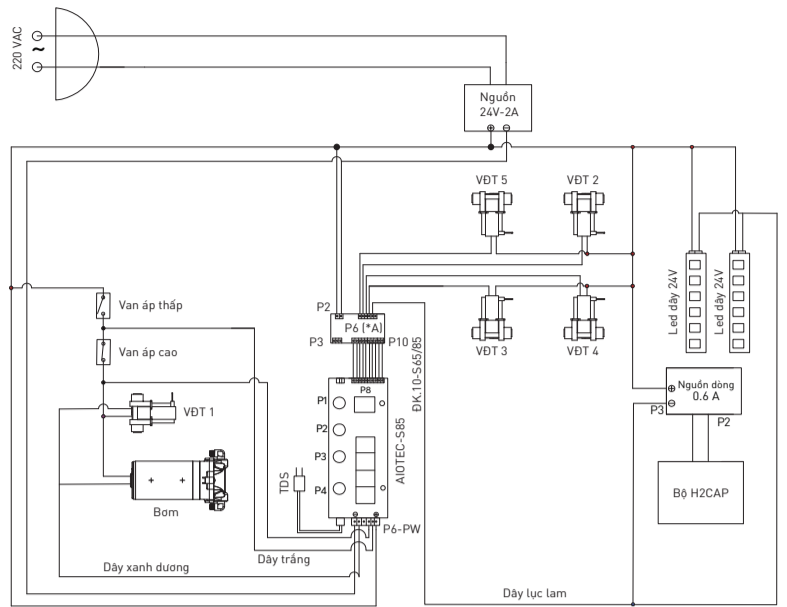 220 VAC
~
Nguồn
24V-2A
VĐT 5
VĐT 2
Led dây 24V
Led dây 24V
Van áp thấp
P2
P6 (*A)
P3
P10
VĐT 3
VĐT 4
Van áp cao
ĐK.10-S65/85
P8
Nguồn dòng
0.6 A
P3
P2
P1
P2
P3
P4
AIOTEC-S85
VĐT 1
TDS
Bộ H2CAP
Bơm
P6-PW
Dây trắng
Dây xanh dương
Dây lục lam